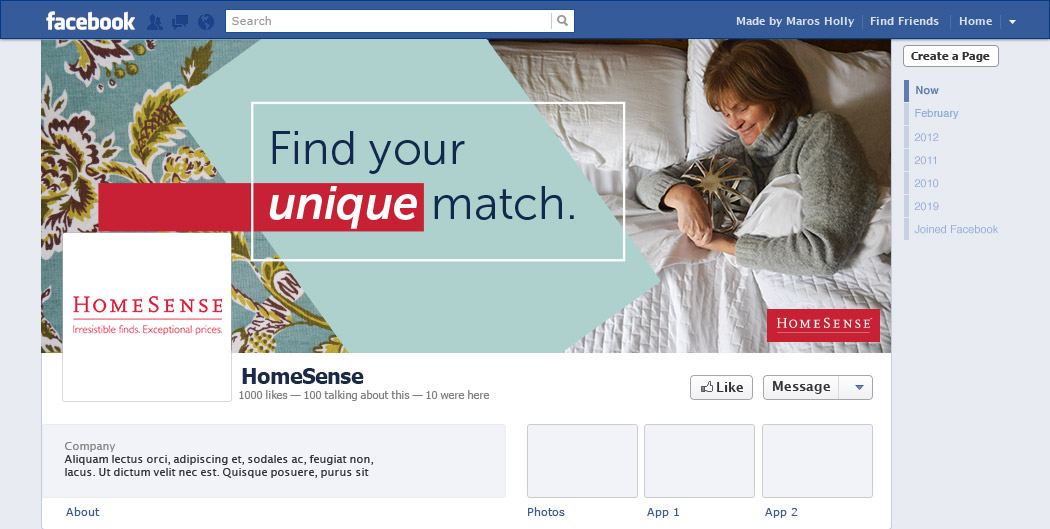 facebook
Search
Made by Maros Holly
Find Friends
Home
Create a Page
Now
February
2012
2011
2010
2019
Joined Facebook
Find your
unique match.
HOMESENSE
Irresistible finds. Exceptional prices.
HOMESENSE
HomeSense
1000 likes — 100 talking about this — 10 were here
Like
Message
Company
Aliquam lectus orci, adipiscing et, sodales ac, feugiat non,
lacus. Ut dictum velit nec est. Quisque posuere, purus sit
About
Photos
App 1
App 2